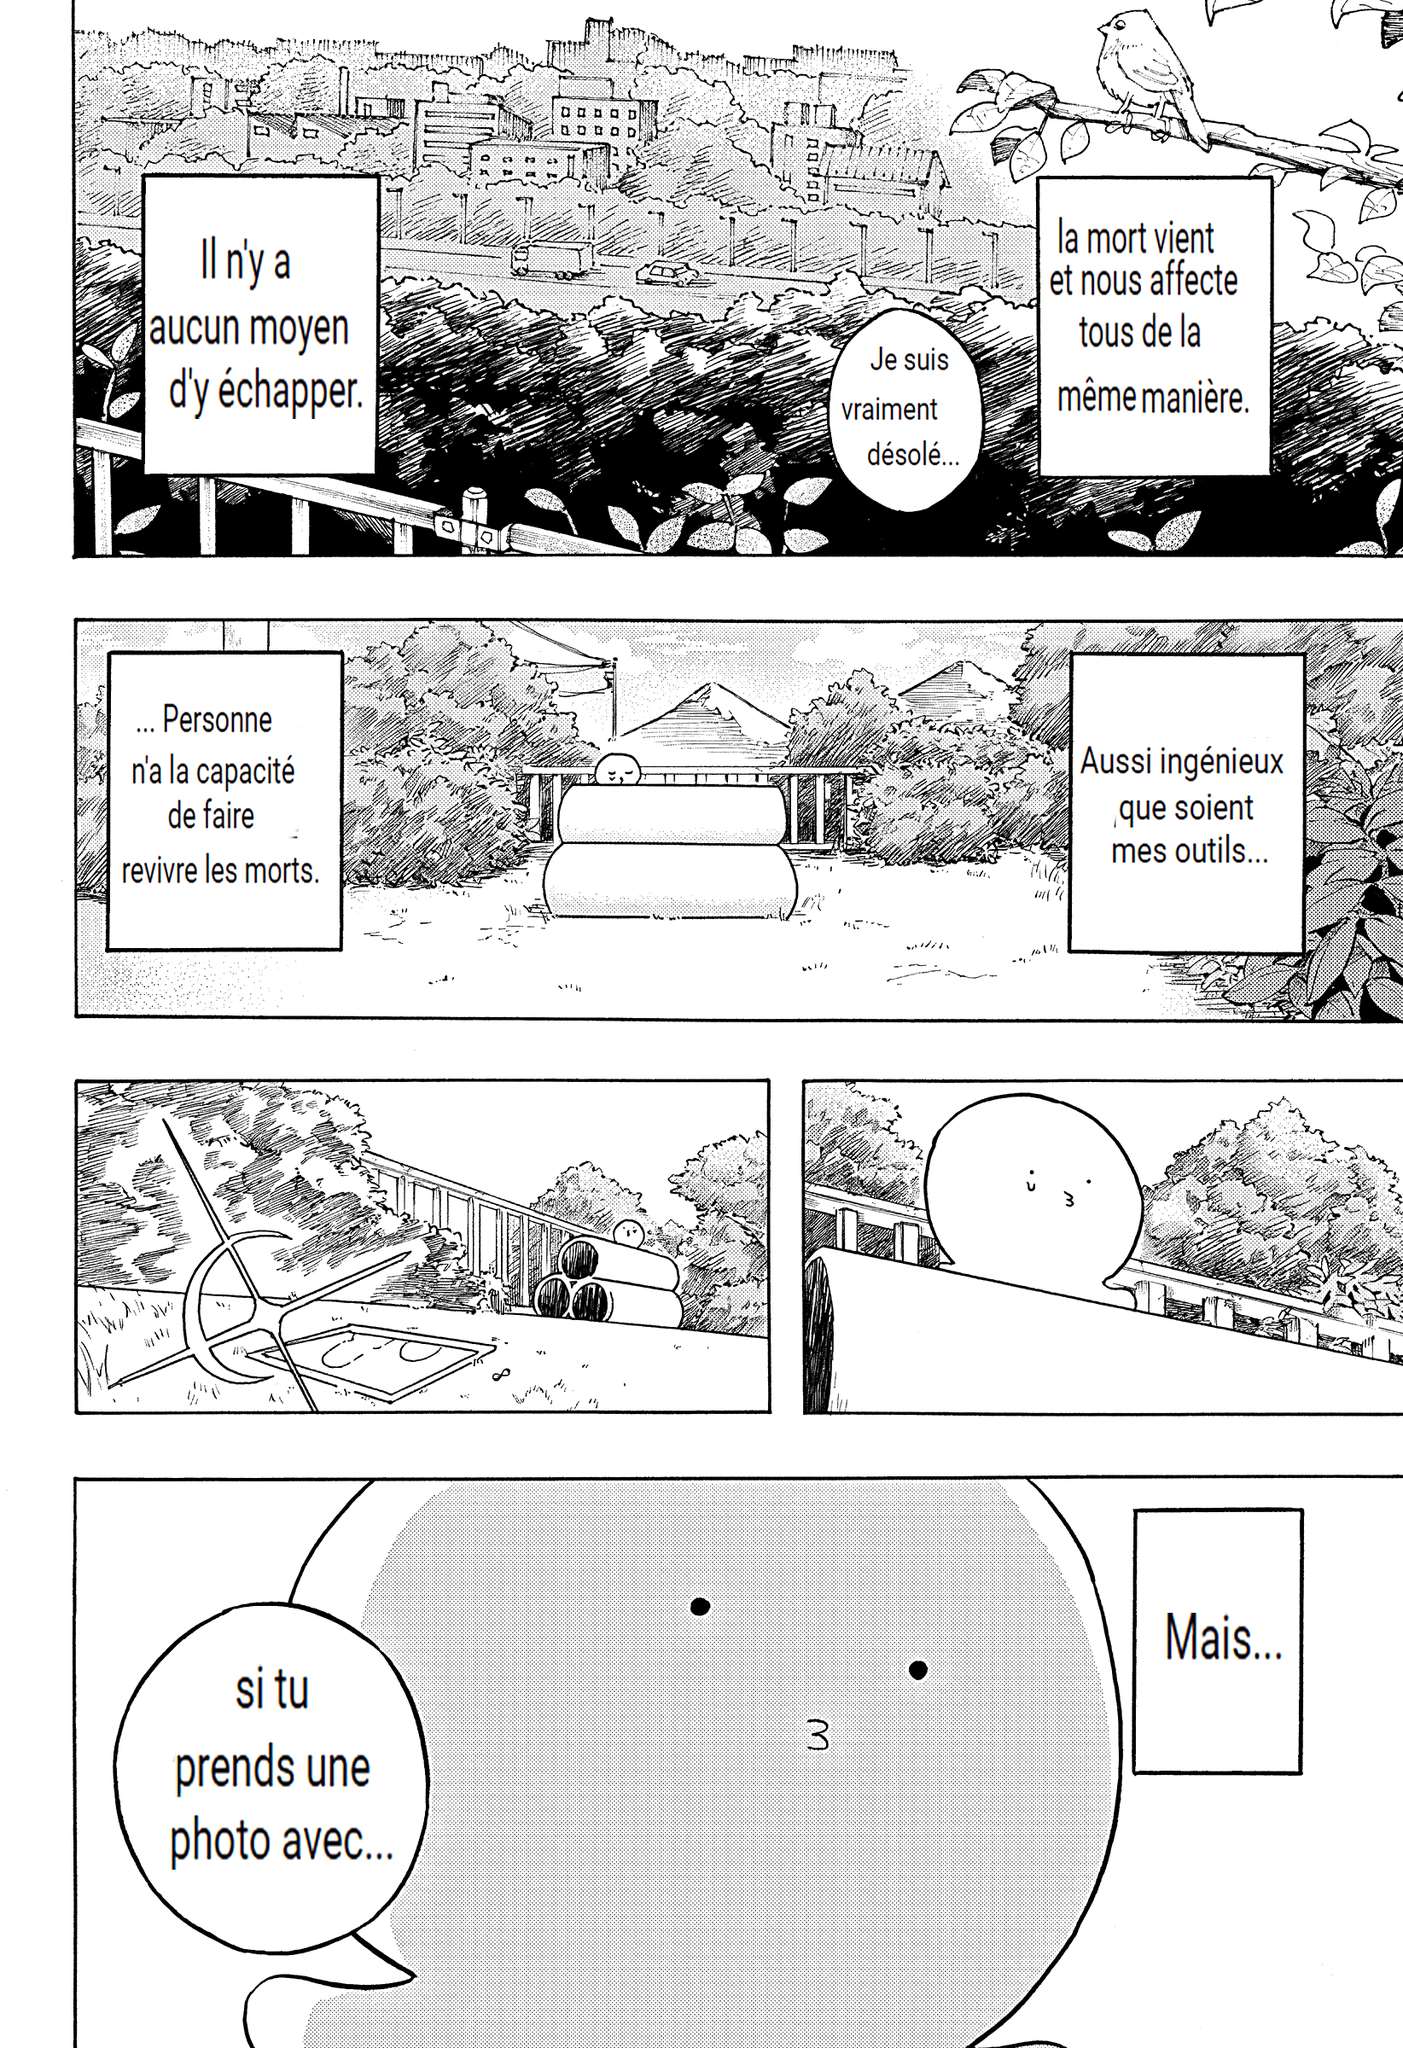 la mort vient
et nous affecte
tous de la
même manière.
Je suis
vraiment
désolé...
Il n'y a
aucun moyen
d'y échapper.
Aussi ingénieux
que soient
mes outils...
... Personne
n'a la capacité
de faire
revivre les morts.
Mais...
si tu
prends une
photo avec...